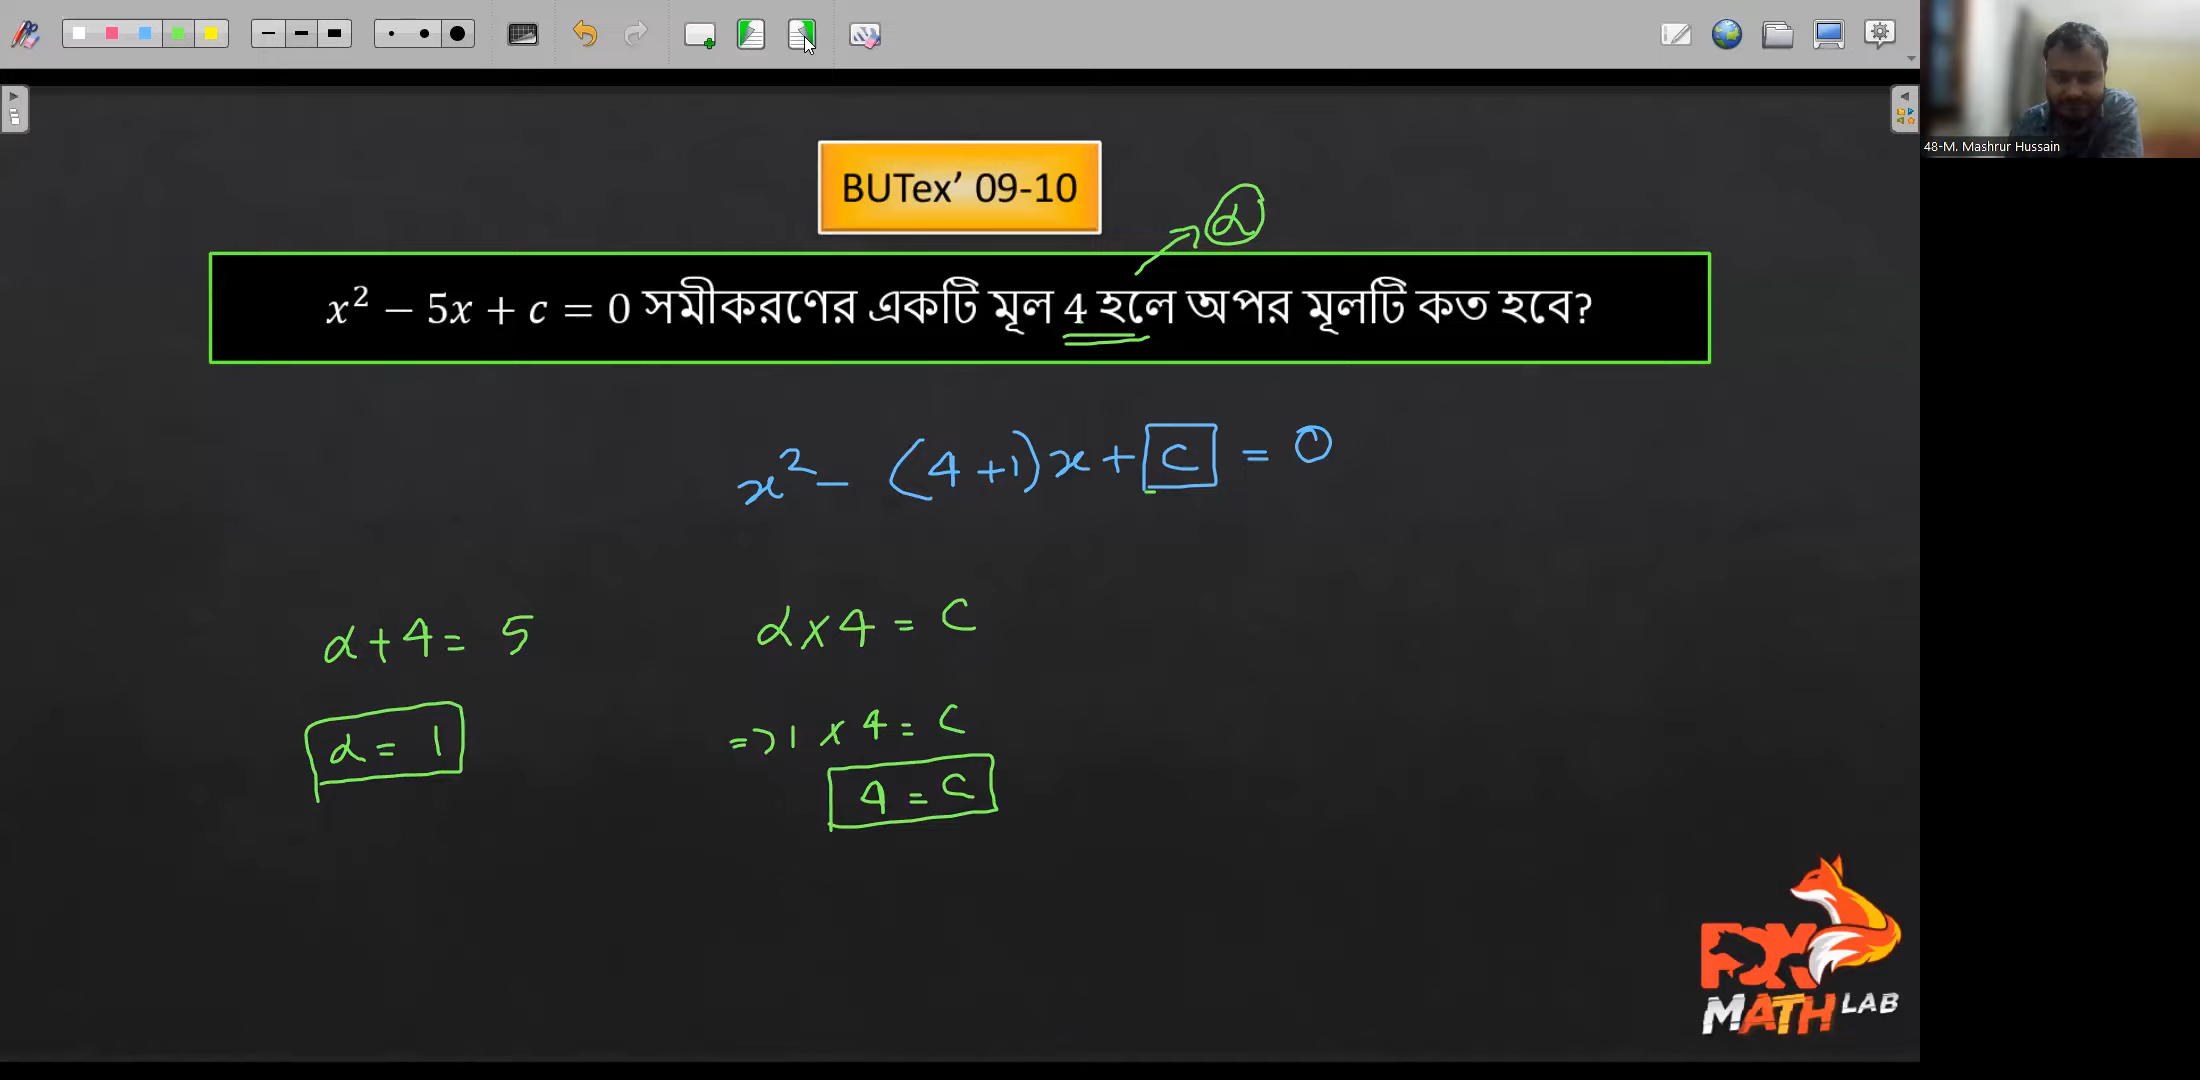 48-M. Mashrur Hussain
BUTex’ 09-10
α
x² − 5x + c = 0 সমীকরণের একটি মূল 4 হলে অপর মূলটি কত হবে?
x² − (4+1)x + c = 0
α + 4 = 5
α × 4 = c
α = 1
=> 1 × 4 = c
4 = c
FOX
MATH LAB